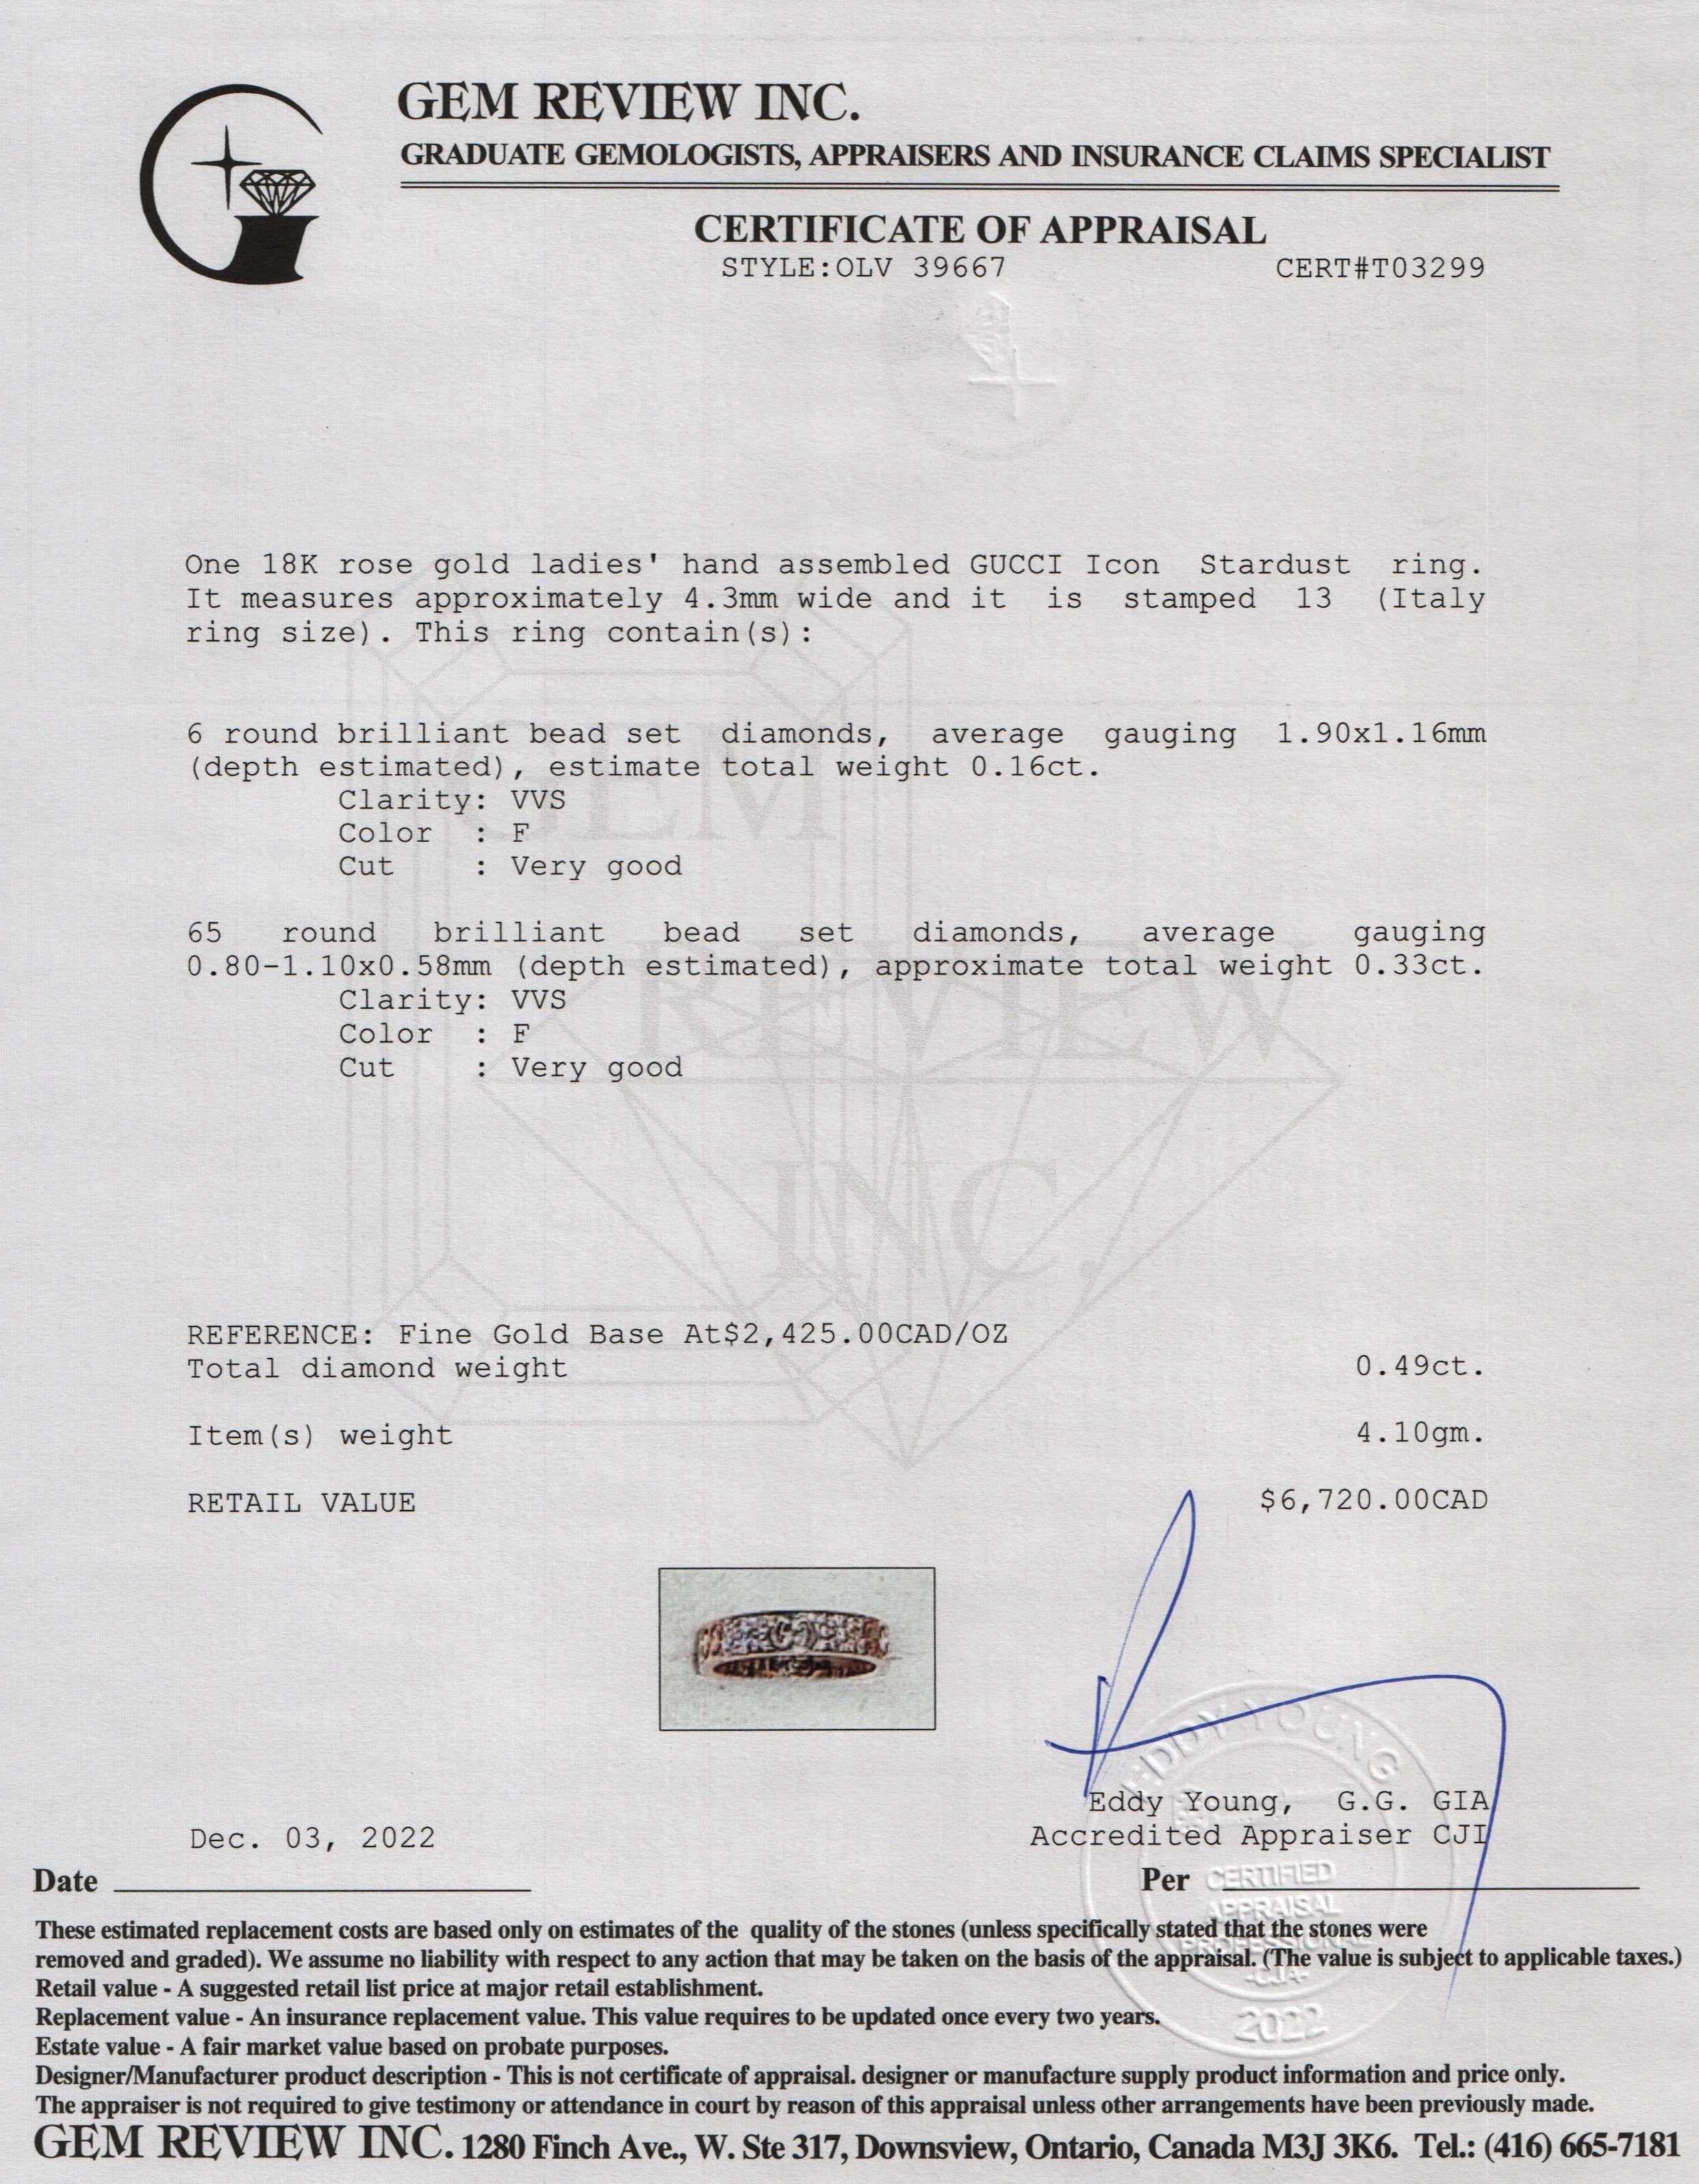 GEM REVIEW INC.
GRADUATE GEMOLOGISTS, APPRAISERS AND INSURANCE CLAIMS SPECIALIST
CERTIFICATE OF APPRAISAL
STYLE:OLV 39667 CERT#T03299
One 18K rose gold ladies' hand assembled GUCCI Icon Stardust ring.
It measures approximately 4.3mm wide and it is stamped 13 (Italy
ring size). This ring contain(s):
6 round brilliant bead set diamonds, average gauging 1.90x1.16mm
(depth estimated), estimate total weight 0.16ct.
Clarity: VVS
Color : F
Cut : Very good
65 round brilliant bead set diamonds, average gauging
0.80-1.10x0.58mm (depth estimated), approximate total weight 0.33ct.
Clarity: VVS
Color : F
Cut : Very good
GEM
REVIEW
INC.
REFERENCE: Fine Gold Base At$2,425.00CAD/OZ
Total diamond weight 0.49ct.
Item(s) weight 4.10gm.
RETAIL VALUE $6,720.00CAD
EDDY YOUNG
Eddy Young, G.G. GIA
Dec. 03, 2022 Accredited Appraiser CJI
Date Per
CERTIFIED
APPRAISAL
PROFESSIONAL
2022
These estimated replacement costs are based only on estimates of the quality of the stones (unless specifically stated that the stones were
removed and graded). We assume no liability with respect to any action that may be taken on the basis of the appraisal. (The value is subject to applicable taxes.)
Retail value - A suggested retail list price at major retail establishment.
Replacement value - An insurance replacement value. This value requires to be updated once every two years.
Estate value - A fair market value based on probate purposes.
Designer/Manufacturer product description - This is not certificate of appraisal. designer or manufacture supply product information and price only.
The appraiser is not required to give testimony or attendance in court by reason of this appraisal unless other arrangements have been previously made.
GEM REVIEW INC. 1280 Finch Ave., W. Ste 317, Downsview, Ontario, Canada M3J 3K6. Tel.: (416) 665-7181